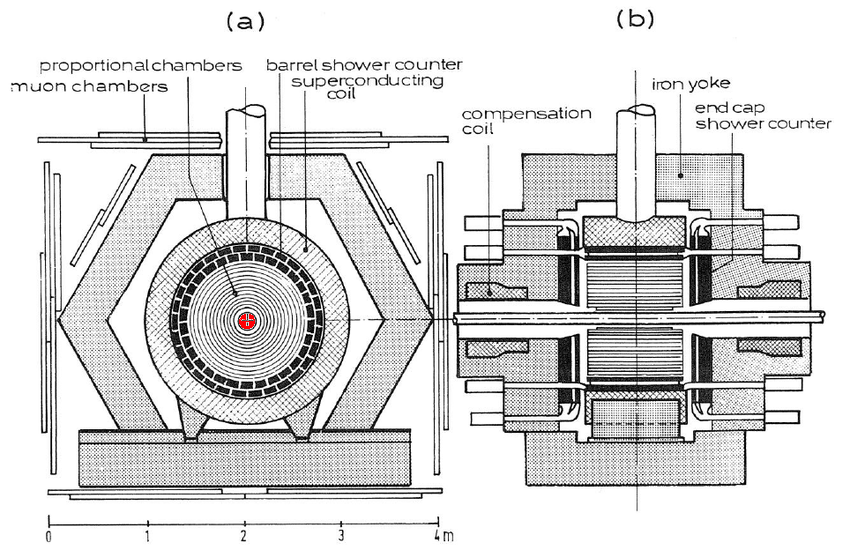 (a)
(b)
proportional chambers
muon chambers
barrel shower counter
superconducting
coil
compensation
coil
iron yoke
end cap
shower counter
0 1 2 3 4 m